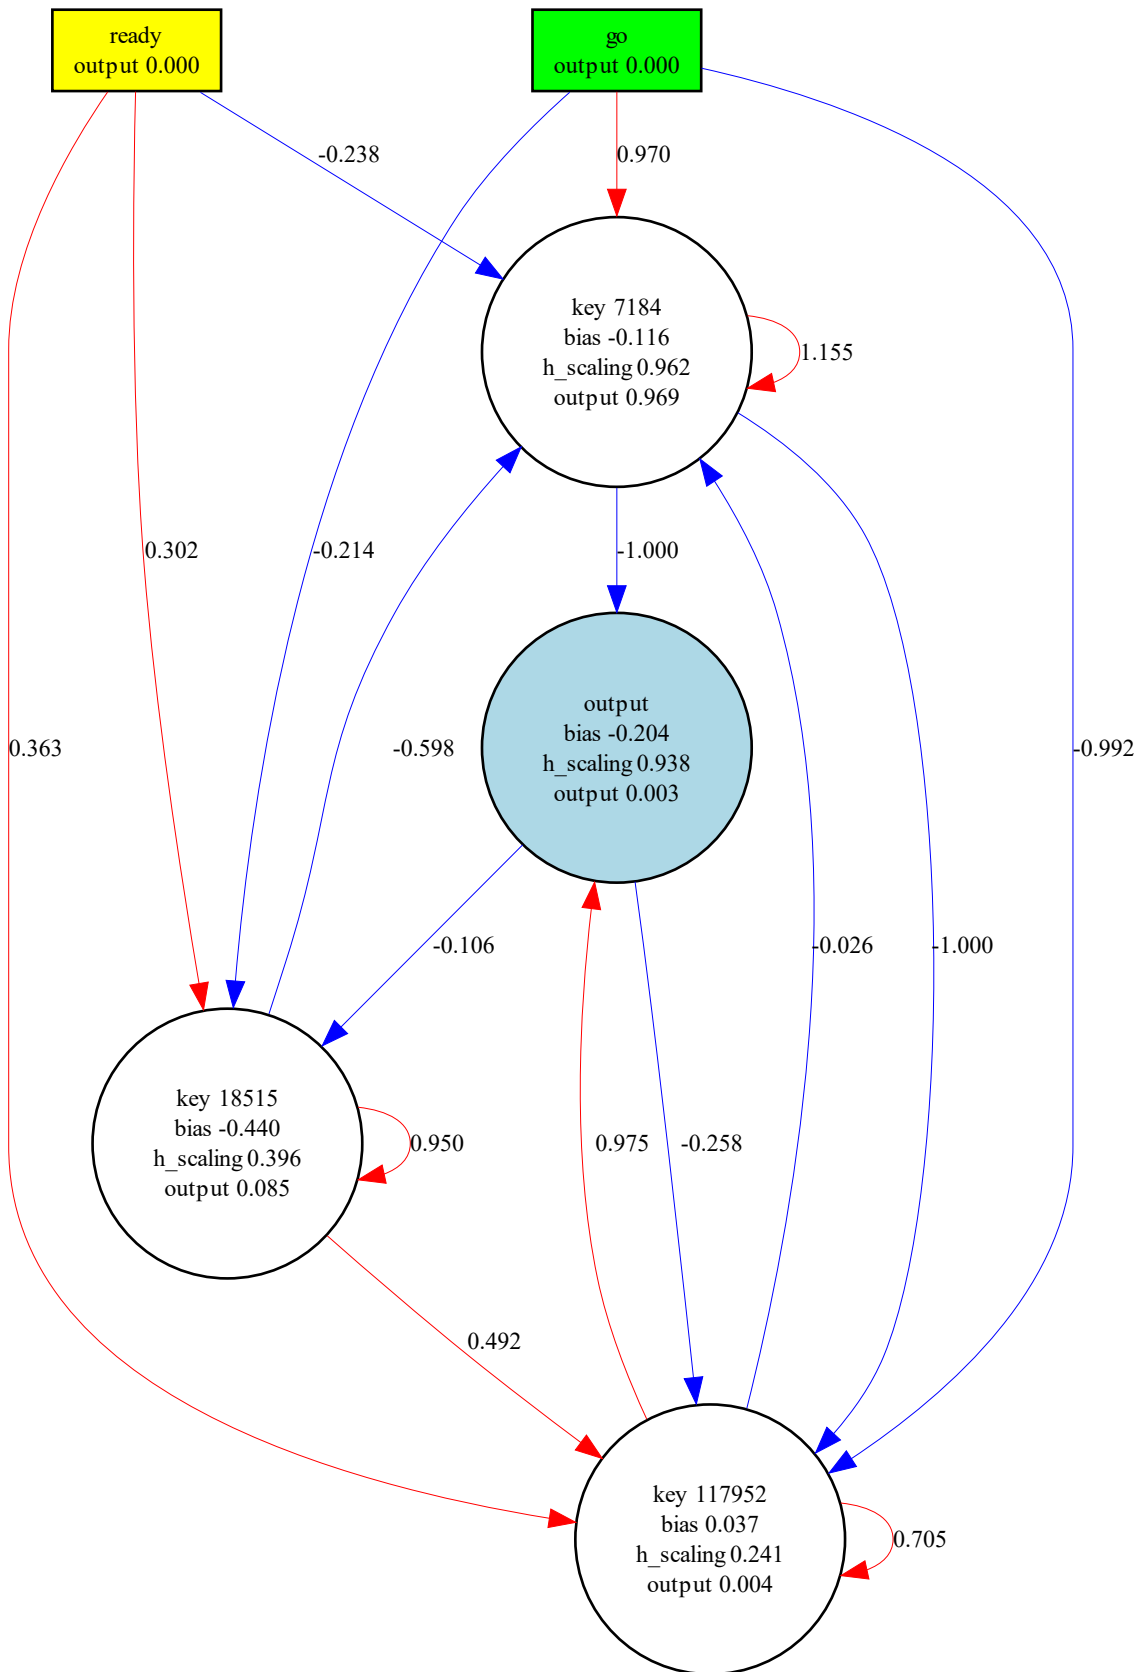 ready
output 0.000
go
output 0.000
-0.238
0.970
key 7184
bias -0.116
h_scaling 0.962
output 0.969
1.155
0.302
-0.214
-1.000
output
bias -0.204
h_scaling 0.938
output 0.003
0.363
-0.598
-0.992
-0.106
-0.026
-1.000
key 18515
bias -0.440
h_scaling 0.396
output 0.085
0.950
0.975
-0.258
0.492
key 117952
bias 0.037
h_scaling 0.241
output 0.004
0.705